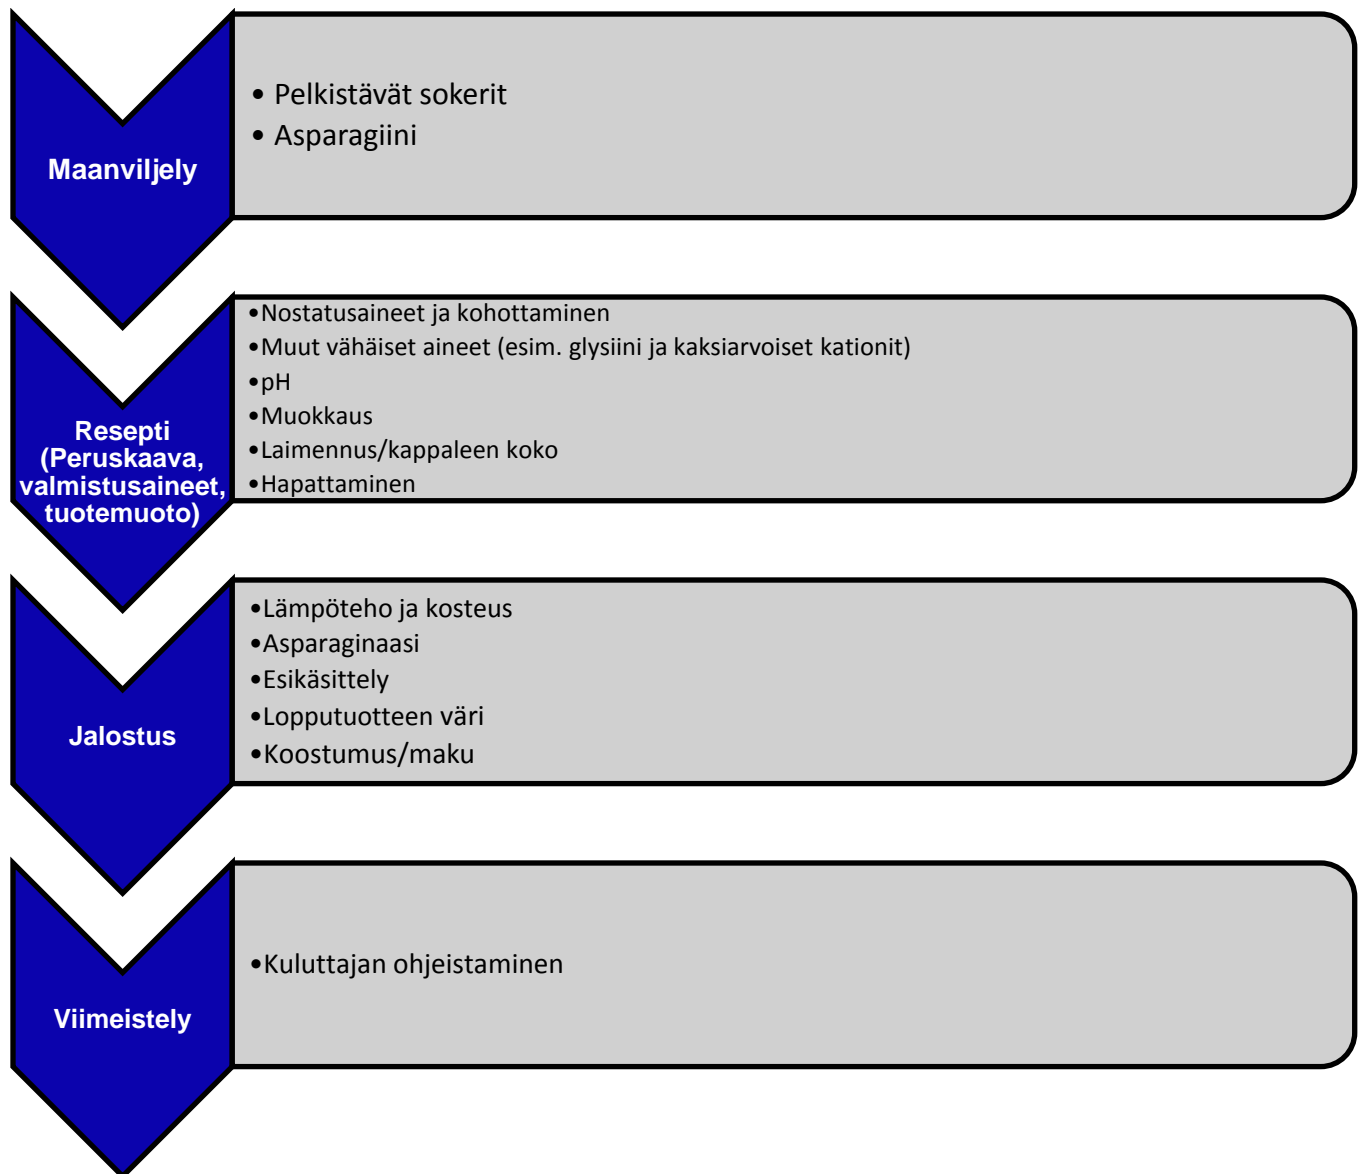 Maanviljely
• Pelkistävät sokerit
• Asparagiini
Resepti
(Peruskaava,
valmistusaineet,
tuotemuoto)
•Nostatusaineet ja kohottaminen
•Muut vähäiset aineet (esim. glysiini ja kaksiarvoiset kationit)
•pH
•Muokkaus
•Laimennus/kappaleen koko
•Hapattaminen
Jalostus
•Lämpöteho ja kosteus
•Asparaginaasi
•Esikäsittely
•Lopputuotteen väri
•Koostumus/maku
Viimeistely
•Kuluttajan ohjeistaminen